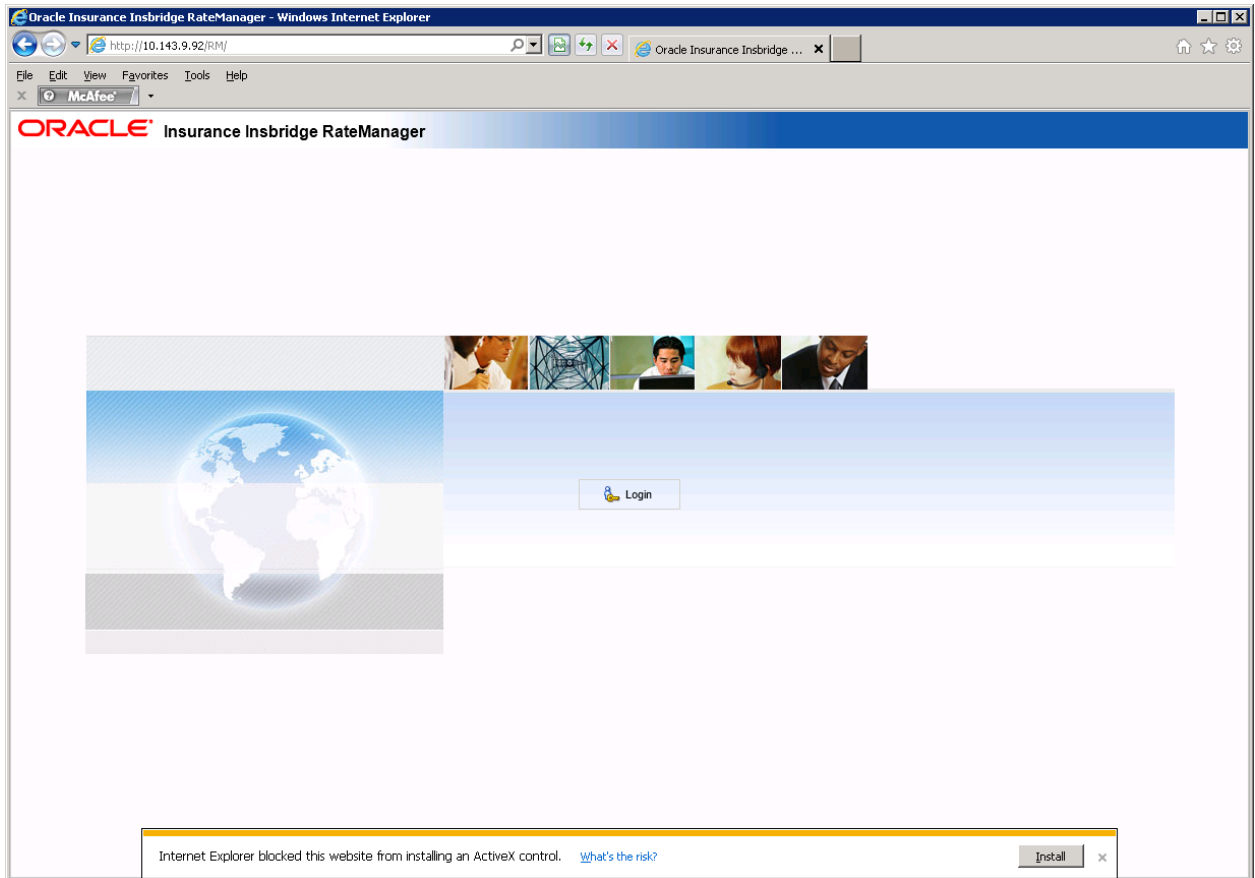 Oracle Insurance Insbridge RateManager - Windows Internet Explorer
http://10.143.9.92/RM/
Oracle Insurance Insbridge ...
File Edit View Favorites Tools Help
McAfee
ORACLE Insurance Insbridge RateManager
Login
Internet Explorer blocked this website from installing an ActiveX control. What's the risk? Install